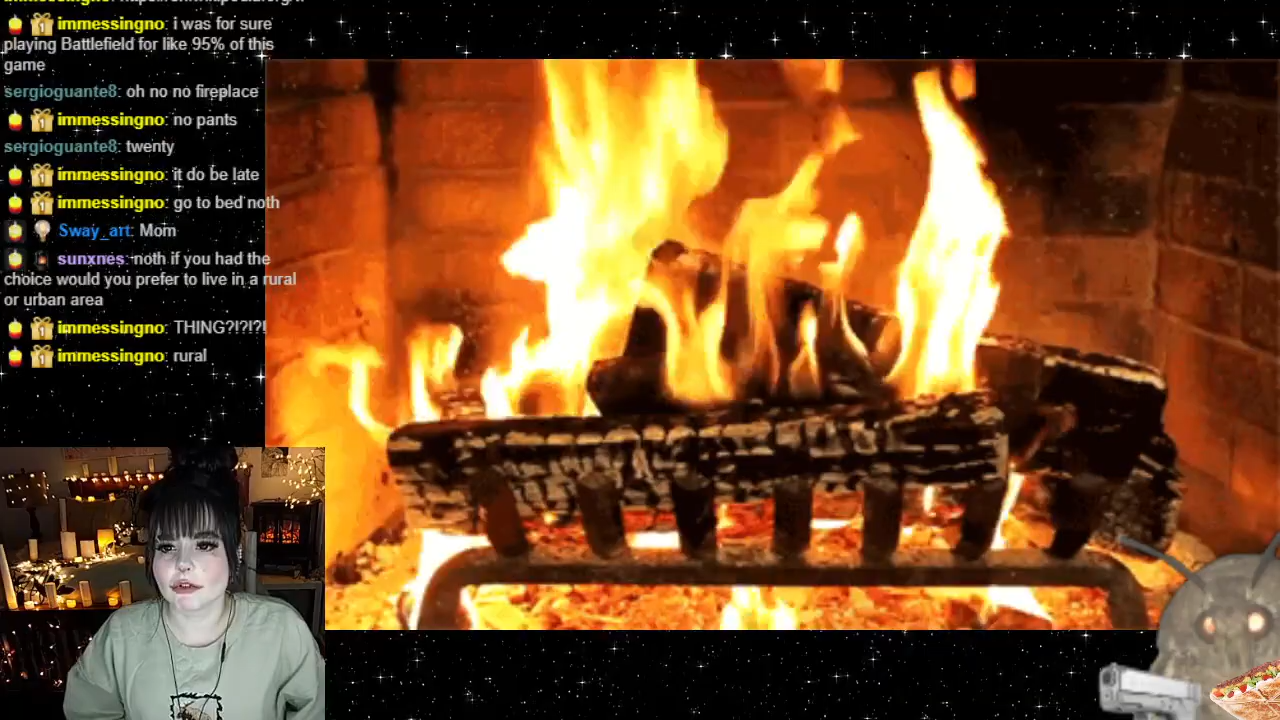 immessingno: i was for sure
playing Battlefield for like 95% of this
game
sergioguante8: oh no no fireplace
immessingno: no pants
sergioguante8: twenty
immessingno: it do be late
immessingno: go to bed noth
Sway_art: Mom
sunxnes: noth if you had the
choice would you prefer to live in a rural
or urban area
immessingno: THING?!?!?!
immessingno: rural